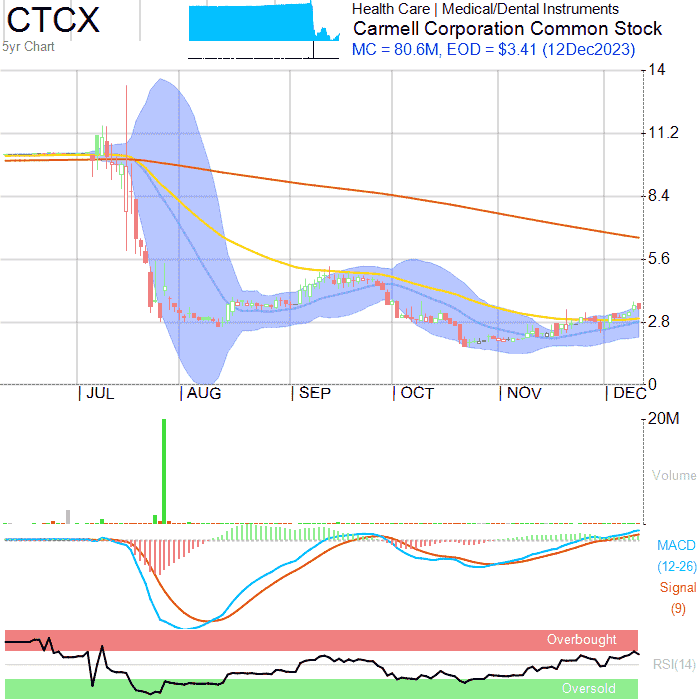 CTCX
5yr Chart
Health Care | Medical/Dental Instruments
Carmell Corporation Common Stock
MC = 80.6M, EOD = $3.41 (12Dec2023)
14
11.2
8.4
5.6
2.8
0
JUL
AUG
SEP
OCT
NOV
DEC
20M
Volume
MACD
(12-26)
Signal
(9)
Overbought
RSI(14)
Oversold